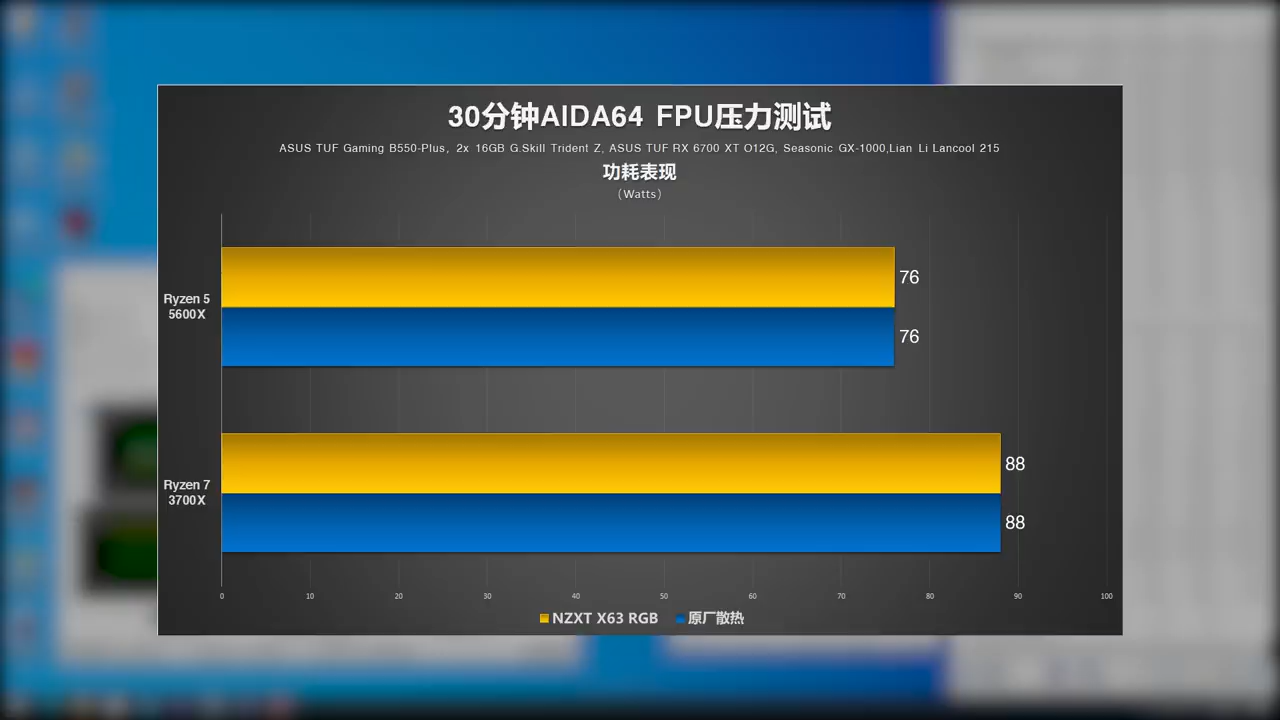 30分钟AIDA64 FPU压力测试
ASUS TUF Gaming B550-Plus, 2x 16GB G.Skill Trident Z, ASUS TUF RX 6700 XT O12G, Seasonic GX-1000,Lian Li Lancool 215
功耗表现
(Watts)
Ryzen 5
5600X
76
76
Ryzen 7
3700X
88
88
0 10 20 30 40 50 60 70 80 90 100
NZXT X63 RGB 原厂散热